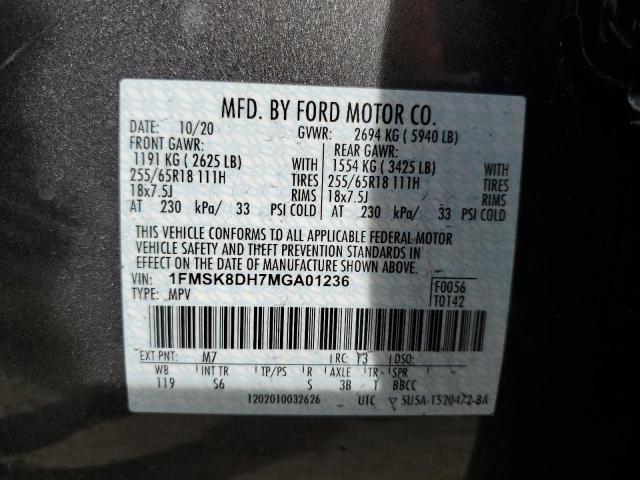 MFD. BY FORD MOTOR CO.
DATE: 10/20 GVWR: 2694 KG ( 5940 LB)
FRONT GAWR: REAR GAWR:
1191 KG ( 2625 LB) 1554 KG ( 3425 LB)
255/65R18 111H TIRES 255/65R18 111H TIRES
18x7.5J RIMS 18x7.5J RIMS
AT 230 kPa/ 33 PSI COLD AT 230 kPa/ 33 PSI COLD
THIS VEHICLE CONFORMS TO ALL APPLICABLE FEDERAL MOTOR
VEHICLE SAFETY AND THEFT PREVENTION STANDARDS IN
EFFECT ON THE DATE OF MANUFACTURE SHOWN ABOVE.
VIN: 1FMSK8DH7MGA01236 F0056
TYPE: MPV T0142
EXT PNT: M7 RC: 13 DSO:
WB INT TR TP/PS R AXLE TR SPR
119 S6 S 3B T BBCC
1202010032626 UTC 5U5A-1520472-BA